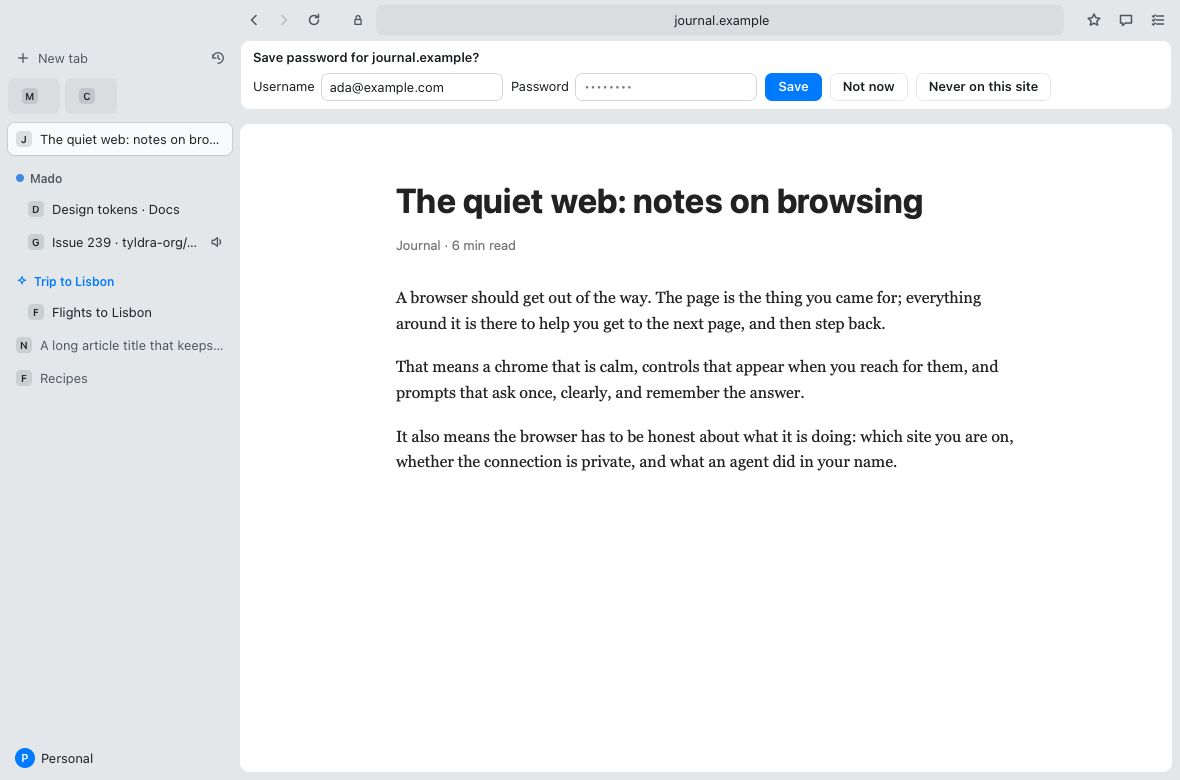 journal.example
New tab
M
C
J The quiet web: notes on bro...
Mado
D Design tokens · Docs
G Issue 239 · tyldra-org/...
Trip to Lisbon
F Flights to Lisbon
N A long article title that keeps...
F Recipes
P Personal
Save password for journal.example?
Username ada@example.com Password •••••••• Save Not now Never on this site
The quiet web: notes on browsing
Journal · 6 min read
A browser should get out of the way. The page is the thing you came for; everything
around it is there to help you get to the next page, and then step back.
That means a chrome that is calm, controls that appear when you reach for them, and
prompts that ask once, clearly, and remember the answer.
It also means the browser has to be honest about what it is doing: which site you are on,
whether the connection is private, and what an agent did in your name.